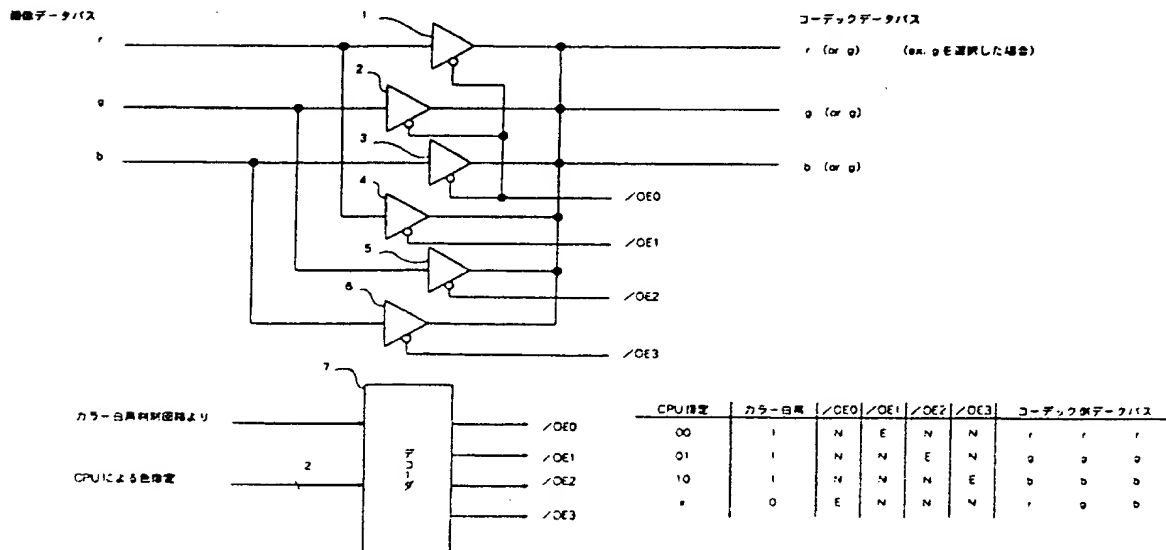 画像データバス
コーデックデータバス
1
r
r (or g) (ex. gを選択した場合)
2
g
g (or g)
3
b
b (or g)
4
/OE0
/OE1
5
/OE2
6
/OE3
7
カラー白黒判別回路より
CPUによる色指定
2
デコーダ
/OE0
/OE1
/OE2
/OE3
CPU指定 カラー白黒 /OE0 /OE1 /OE2 /OE3 コーデック側データバス
00 1 N E N N r r r
01 1 N N E N g g g
10 1 N N N E b b b
0 E N N N r g b